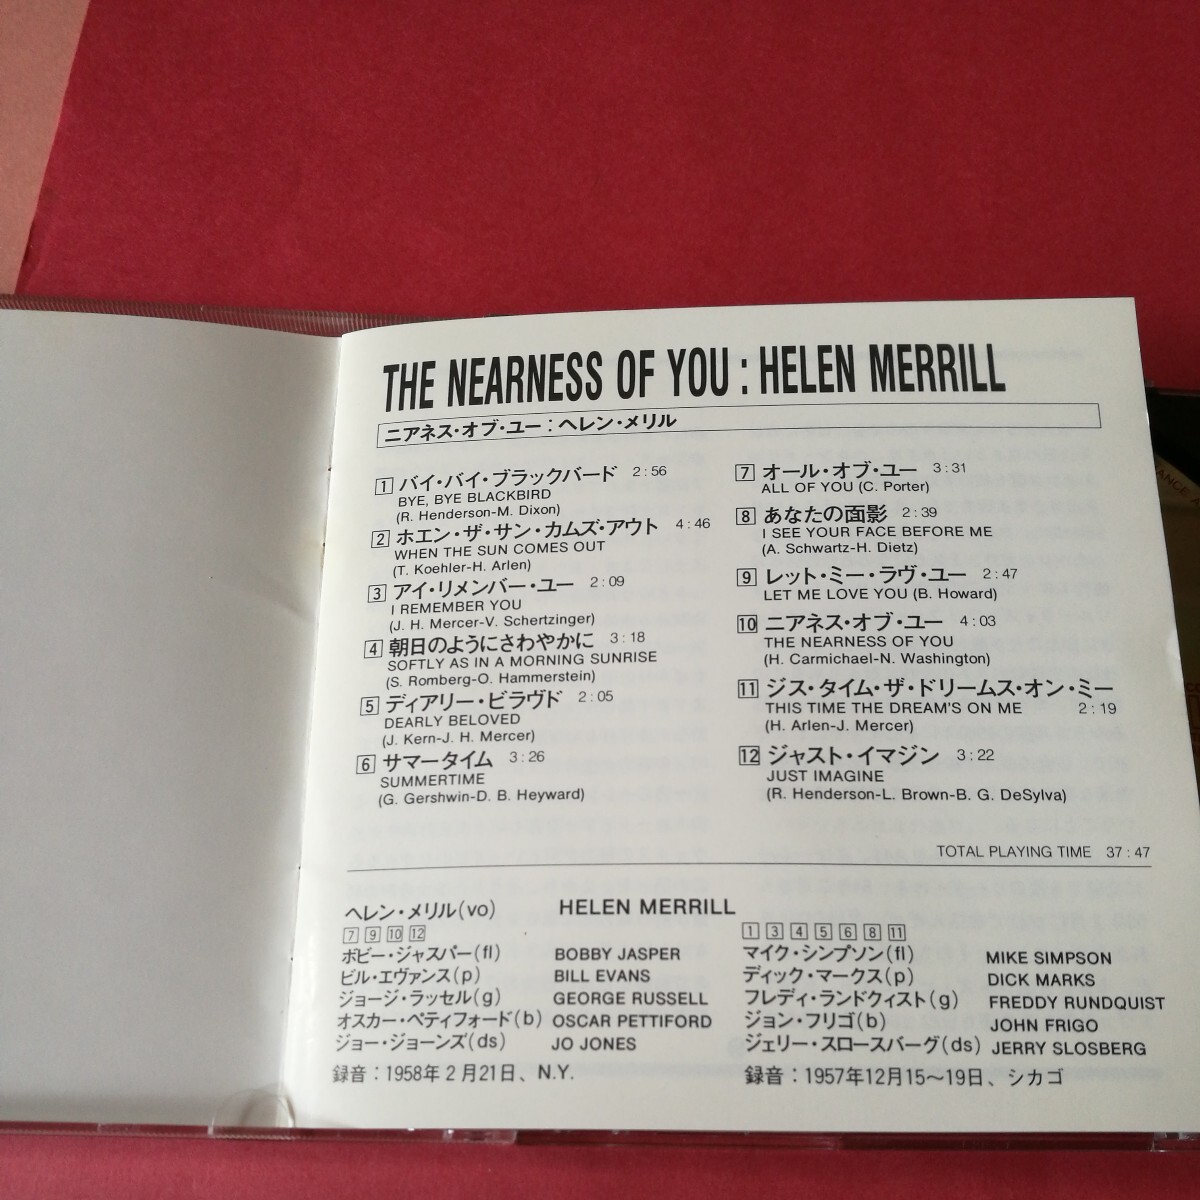 THE NEARNESS OF YOU : HELEN MERRILL
ニアネス・オブ・ユー：ヘレン・メリル
1 バイ・バイ・ブラックバード 2:56
BYE, BYE BLACKBIRD
(R. Henderson-M. Dixon)
2 ホエン・ザ・サン・カムズ・アウト 4:46
WHEN THE SUN COMES OUT
(T. Koehler-H. Arlen)
3 アイ・リメンバー・ユー 2:09
I REMEMBER YOU
(J. H. Mercer-V. Schertzinger)
4 朝日のようにさわやかに 3:18
SOFTLY AS IN A MORNING SUNRISE
(S. Romberg-O. Hammerstein)
5 ディアリー・ビラヴド 2:05
DEARLY BELOVED
(J. Kern-J. H. Mercer)
6 サマータイム 3:26
SUMMERTIME
(G. Gershwin-D. B. Heyward)
7 オール・オブ・ユー 3:31
ALL OF YOU (C. Porter)
8 あなたの面影 2:39
I SEE YOUR FACE BEFORE ME
(A. Schwartz-H. Dietz)
9 レット・ミー・ラヴ・ユー 2:47
LET ME LOVE YOU (B. Howard)
10 ニアネス・オブ・ユー 4:03
THE NEARNESS OF YOU
(H. Carmichael-N. Washington)
11 ジス・タイム・ザ・ドリームス・オン・ミー
THIS TIME THE DREAM'S ON ME 2:19
(H. Arlen-J. Mercer)
12 ジャスト・イマジン 3:22
JUST IMAGINE
(R. Henderson-L. Brown-B. G. DeSylva)
TOTAL PLAYING TIME 37:47
ヘレン・メリル(vo) HELEN MERRILL
7 9 10 12
ボビー・ジャスパー(fl) BOBBY JASPER
ビル・エヴァンス(p) BILL EVANS
ジョージ・ラッセル(g) GEORGE RUSSELL
オスカー・ペティフォード(b) OSCAR PETTIFORD
ジョー・ジョーンズ(ds) JO JONES
録音：1958年2月21日、N.Y.
1 3 4 5 6 8 11
マイク・シンプソン(fl) MIKE SIMPSON
ディック・マークス(p) DICK MARKS
フレディ・ランドクィスト(g) FREDDY RUNDQUIST
ジョン・フリゴ(b) JOHN FRIGO
ジェリー・スロースバーグ(ds) JERRY SLOSBERG
録音：1957年12月15〜19日、シカゴ